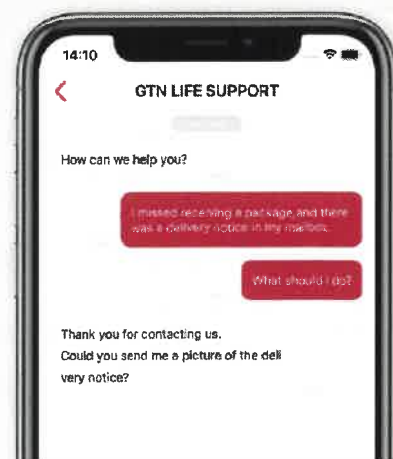 14:10
GTN LIFE SUPPORT
How can we help you?
I missed receiving a package and there
was a delivery notice in my mailbox.
What should I do?
Thank you for contacting us.
Could you send me a picture of the deli
very notice?